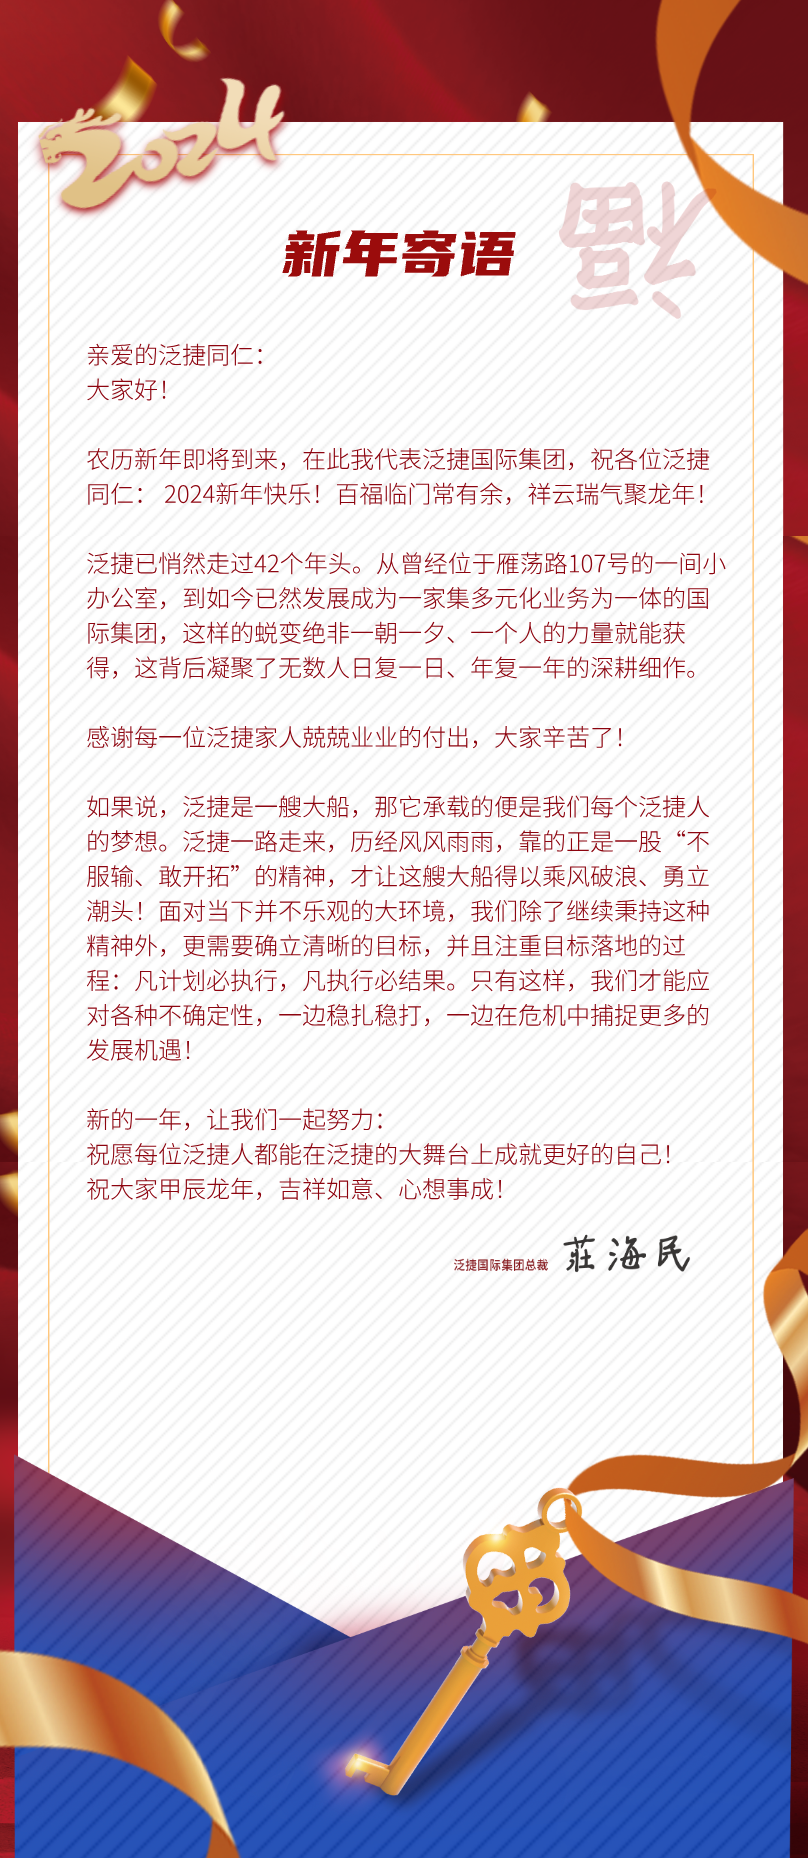 2024
福
新年寄语
亲爱的泛捷同仁：
大家好！
农历新年即将到来，在此我代表泛捷国际集团，祝各位泛捷
同仁： 2024新年快乐！百福临门常有余，祥云瑞气聚龙年！
泛捷已悄然走过42个年头。从曾经位于雁荡路107号的一间小
办公室，到如今已然发展成为一家集多元化业务为一体的国
际集团，这样的蜕变绝非一朝一夕、一个人的力量就能获
得，这背后凝聚了无数人日复一日、年复一年的深耕细作。
感谢每一位泛捷家人兢兢业业的付出，大家辛苦了！
如果说，泛捷是一艘大船，那它承载的便是我们每个泛捷人
的梦想。泛捷一路走来，历经风风雨雨，靠的正是一股“不
服输、敢开拓”的精神，才让这艘大船得以乘风破浪、勇立
潮头！面对当下并不乐观的大环境，我们除了继续秉持这种
精神外，更需要确立清晰的目标，并且注重目标落地的过
程：凡计划必执行，凡执行必结果。只有这样，我们才能应
对各种不确定性，一边稳扎稳打，一边在危机中捕捉更多的
发展机遇！
新的一年，让我们一起努力：
祝愿每位泛捷人都能在泛捷的大舞台上成就更好的自己！
祝大家甲辰龙年，吉祥如意、心想事成！
泛捷国际集团总裁 莊海民